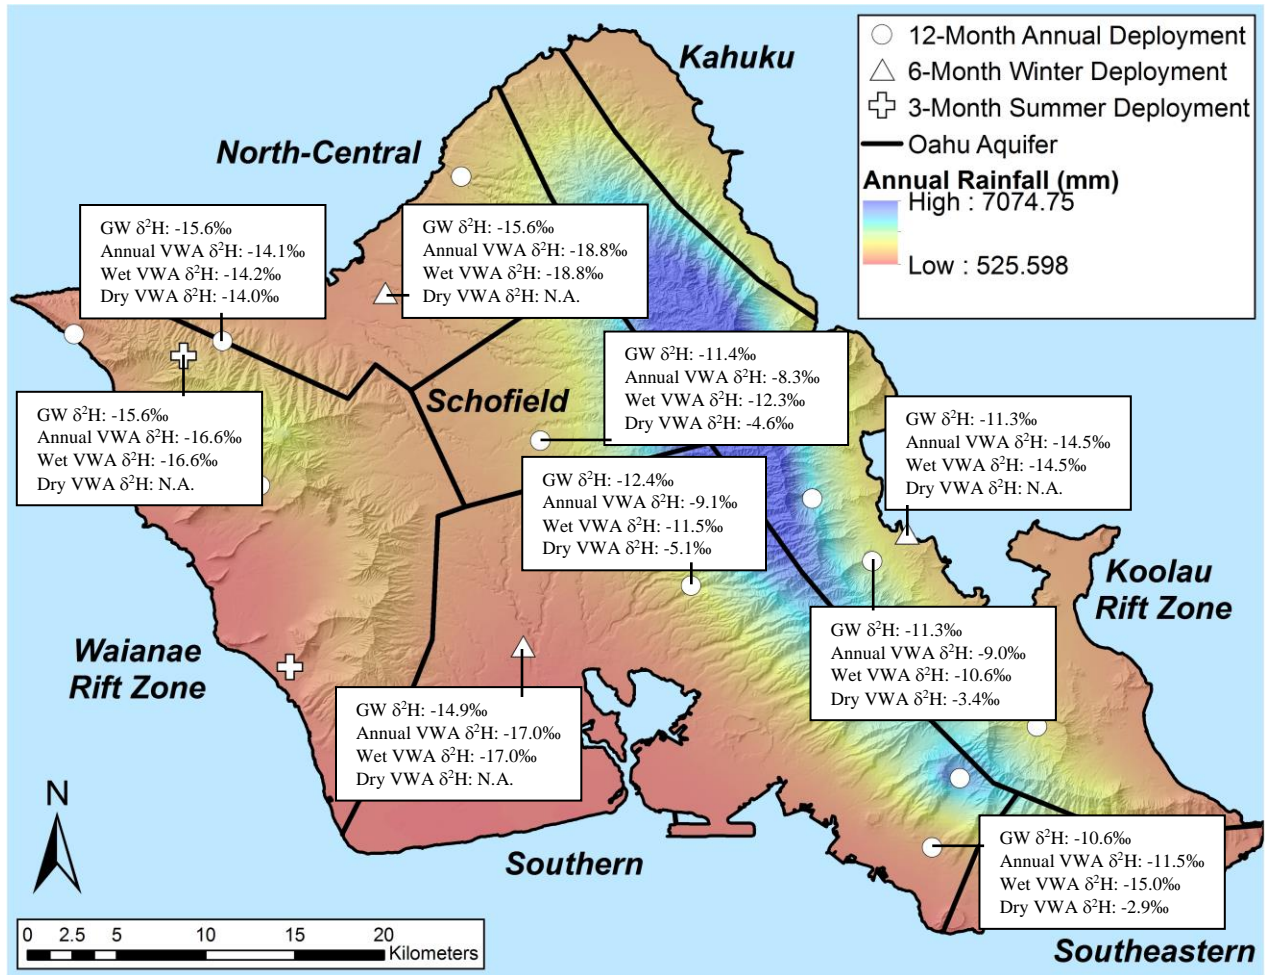 Kahuku
12-Month Annual Deployment
6-Month Winter Deployment
3-Month Summer Deployment
Oahu Aquifer
Annual Rainfall (mm)
High : 7074.75
Low : 525.598
North-Central
GW δ²H: -15.6‰
Annual VWA δ²H: -14.1‰
Wet VWA δ²H: -14.2‰
Dry VWA δ²H: -14.0‰
GW δ²H: -15.6‰
Annual VWA δ²H: -18.8‰
Wet VWA δ²H: -18.8‰
Dry VWA δ²H: N.A.
GW δ²H: -15.6‰
Annual VWA δ²H: -16.6‰
Wet VWA δ²H: -16.6‰
Dry VWA δ²H: N.A.
Schofield
GW δ²H: -11.4‰
Annual VWA δ²H: -8.3‰
Wet VWA δ²H: -12.3‰
Dry VWA δ²H: -4.6‰
GW δ²H: -11.3‰
Annual VWA δ²H: -14.5‰
Wet VWA δ²H: -14.5‰
Dry VWA δ²H: N.A.
GW δ²H: -12.4‰
Annual VWA δ²H: -9.1‰
Wet VWA δ²H: -11.5‰
Dry VWA δ²H: -5.1‰
Koolau
Rift Zone
Waianae
Rift Zone
GW δ²H: -11.3‰
Annual VWA δ²H: -9.0‰
Wet VWA δ²H: -10.6‰
Dry VWA δ²H: -3.4‰
GW δ²H: -14.9‰
Annual VWA δ²H: -17.0‰
Wet VWA δ²H: -17.0‰
Dry VWA δ²H: N.A.
N
Southern
GW δ²H: -10.6‰
Annual VWA δ²H: -11.5‰
Wet VWA δ²H: -15.0‰
Dry VWA δ²H: -2.9‰
Southeastern
0 2.5 5 10 15 20
Kilometers